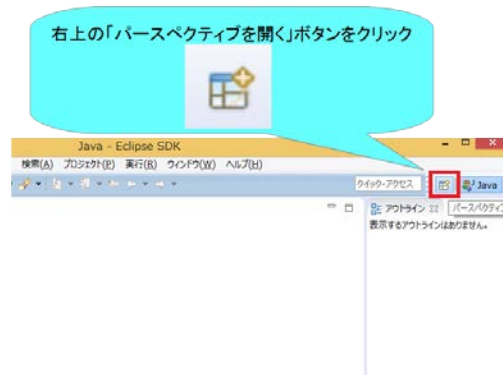 右上の「パースペクティブを開く」ボタンをクリック
Java - Eclipse SDK
検索(A) プロジェクト(P) 実行(R) ウィンドウ(W) ヘルプ(H)
クイック・アクセス
Java
アウトライン
パースペクティブ
表示するアウトラインはありません。